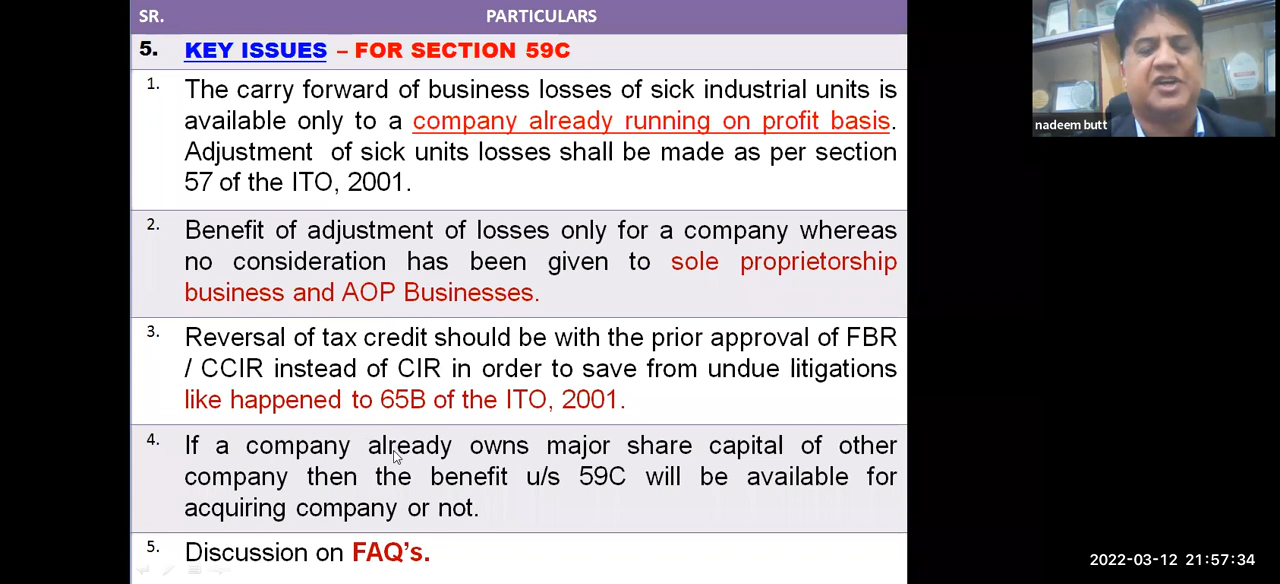 SR. PARTICULARS
5. KEY ISSUES – FOR SECTION 59C
1. The carry forward of business losses of sick industrial units is
available only to a company already running on profit basis.
Adjustment of sick units losses shall be made as per section
57 of the ITO, 2001.
2. Benefit of adjustment of losses only for a company whereas
no consideration has been given to sole proprietorship
business and AOP Businesses.
3. Reversal of tax credit should be with the prior approval of FBR
/ CCIR instead of CIR in order to save from undue litigations
like happened to 65B of the ITO, 2001.
4. If a company already owns major share capital of other
company then the benefit u/s 59C will be available for
acquiring company or not.
5. Discussion on FAQ's.
nadeem butt
2022-03-12 21:57:34